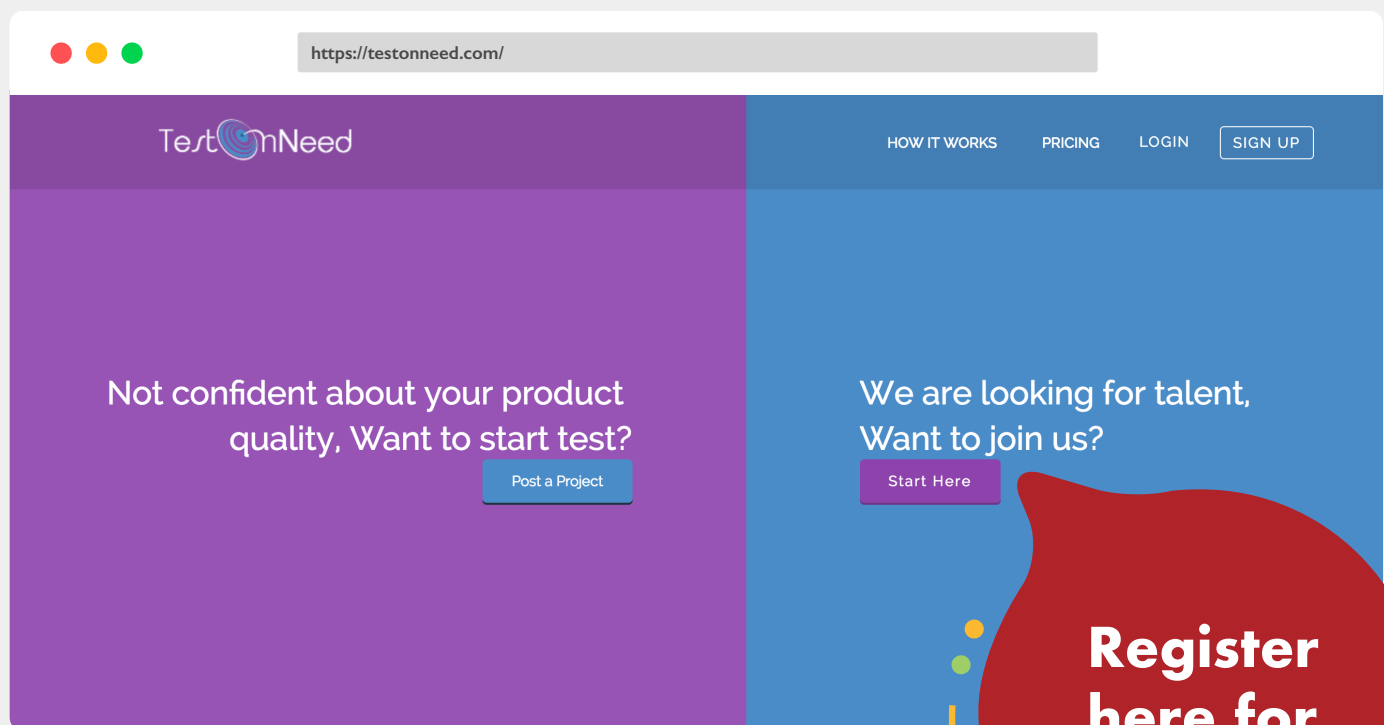 https://testonneed.com/
TestOnNeed
HOW IT WORKS PRICING LOGIN SIGN UP
Not confident about your product
quality, Want to start test?
Post a Project
We are looking for talent,
Want to join us?
Start Here
Register
here for